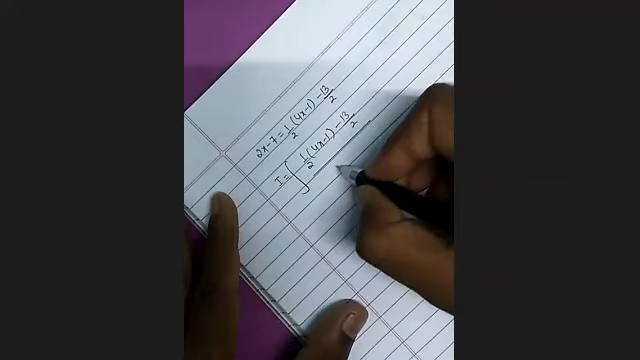 2x-7 = 1/2 (4x-1) - 13/2
I = ∫ 1/2 (4x-1) - 13/2